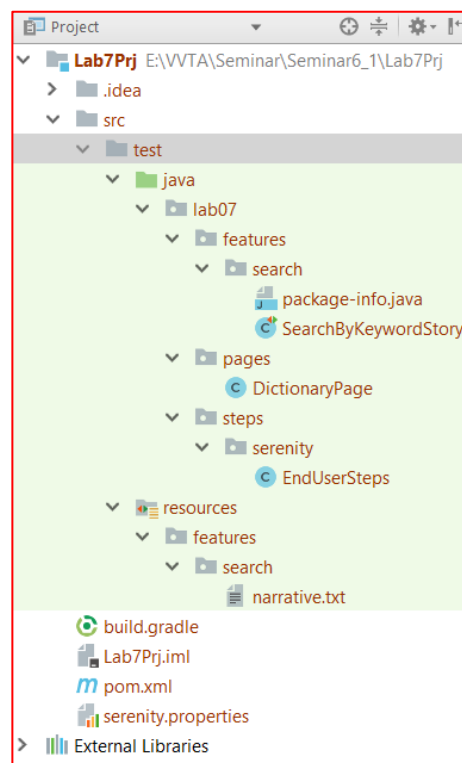 Project
Lab7Prj E:\VVTA\Seminar\Seminar6_1\Lab7Prj
.idea
src
test
java
lab07
features
search
package-info.java
SearchByKeywordStory
pages
DictionaryPage
steps
serenity
EndUserSteps
resources
features
search
narrative.txt
build.gradle
Lab7Prj.iml
pom.xml
serenity.properties
External Libraries